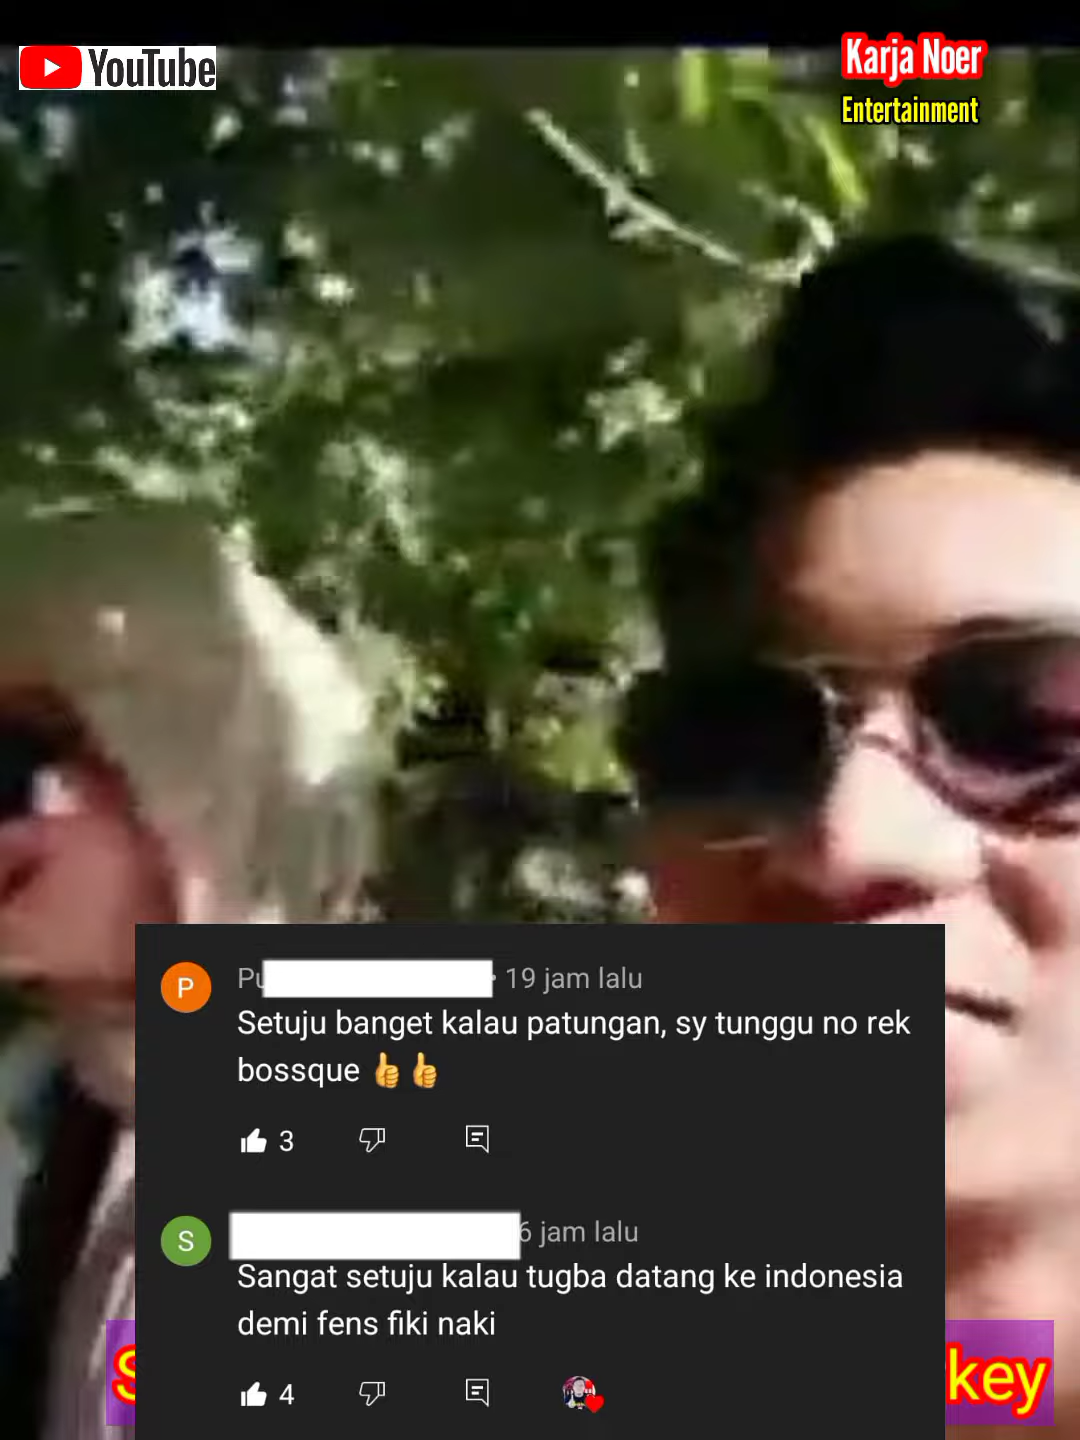 YouTube
Karja Noer
Entertainment
19 jam lalu
Setuju banget kalau patungan, sy tunggu no rek
bossque 👍👍
3
6 jam lalu
Sangat setuju kalau tugba datang ke indonesia
demi fens fiki naki
4